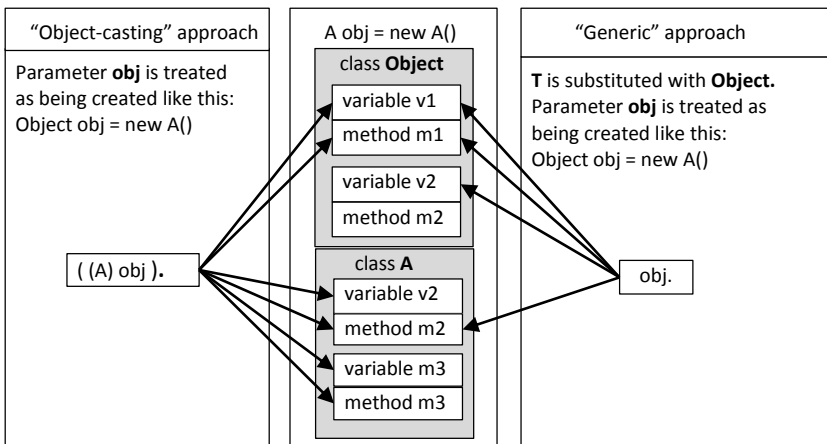 “Object-casting” approach
Parameter obj is treated
as being created like this:
Object obj = new A()
( (A) obj ).
A obj = new A()
class Object
variable v1
method m1
variable v2
method m2
class A
variable v2
method m2
variable m3
method m3
“Generic” approach
T is substituted with Object.
Parameter obj is treated as
being created like this:
Object obj = new A()
obj.